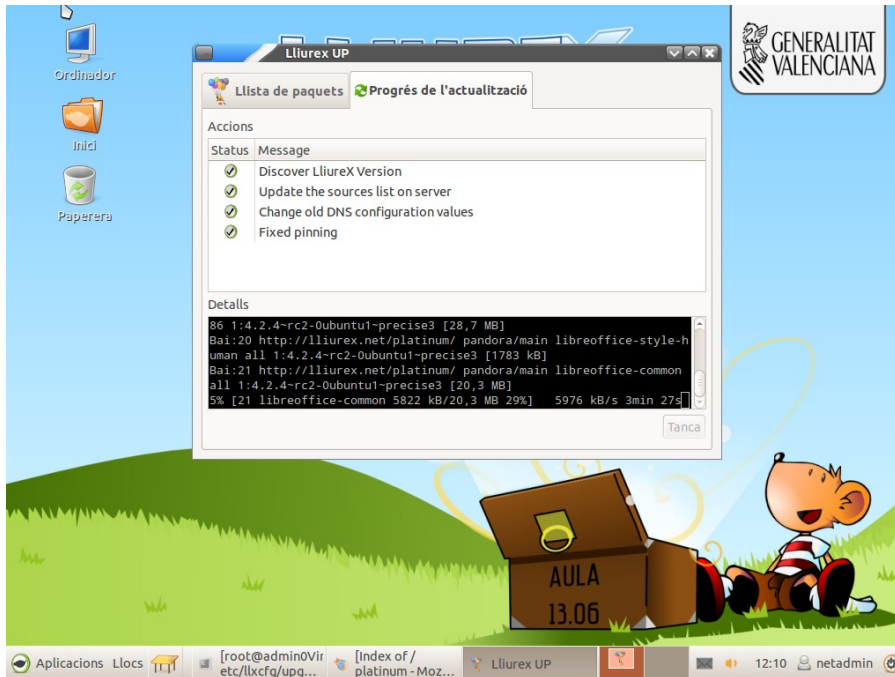 Ordinador
Inici
Paperera
GENERALITAT
VALENCIANA
Lliurex UP
Llista de paquets
Progrés de l'actualització
Accions
Status Message
Discover LliureX Version
Update the sources list on server
Change old DNS configuration values
Fixed pinning
Detalls
86 1:4.2.4~rc2-0ubuntu1~precise3 [28,7 MB]
Bai:20 http://lliurex.net/platinum/ pandora/main libreoffice-style-h
uman all 1:4.2.4~rc2-0ubuntu1~precise3 [1783 kB]
Bai:21 http://lliurex.net/platinum/ pandora/main libreoffice-common
all 1:4.2.4~rc2-0ubuntu1~precise3 [20,3 MB]
5% [21 libreoffice-common 5822 kB/20,3 MB 29%] 5976 kB/s 3min 27s
Tanca
AULA
13.06
Aplicacions Llocs
[root@admin0Vir
etc/llxcfg/upg...
[Index of /
platinum - Moz...
Lliurex UP
12:10
netadmin